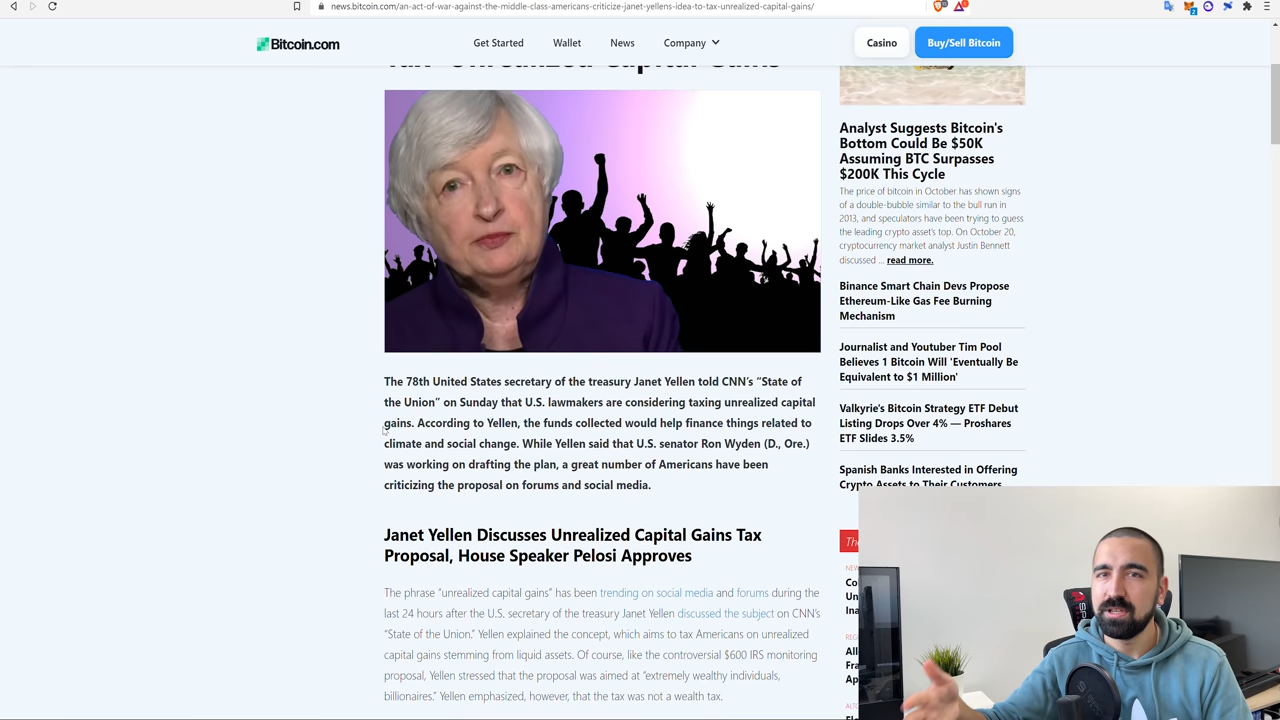 news.bitcoin.com/an-act-of-war-against-the-middle-class-americans-criticize-janet-yellens-idea-to-tax-unrealized-capital-gains/
Bitcoin.com
Get Started
Wallet
News
Company
Casino
Buy/Sell Bitcoin
Tax 'Unrealized Capital Gains'
The 78th United States secretary of the treasury Janet Yellen told CNN’s “State of
the Union” on Sunday that U.S. lawmakers are considering taxing unrealized capital
gains. According to Yellen, the funds collected would help finance things related to
climate and social change. While Yellen said that U.S. senator Ron Wyden (D., Ore.)
was working on drafting the plan, a great number of Americans have been
criticizing the proposal on forums and social media.
Janet Yellen Discusses Unrealized Capital Gains Tax
Proposal, House Speaker Pelosi Approves
The phrase “unrealized capital gains” has been trending on social media and forums during the
last 24 hours after the U.S. secretary of the treasury Janet Yellen discussed the subject on CNN’s
“State of the Union.” Yellen explained the concept, which aims to tax Americans on unrealized
capital gains stemming from liquid assets. Of course, like the controversial $600 IRS monitoring
proposal, Yellen stressed that the proposal was aimed at “extremely wealthy individuals,
billionaires.” Yellen emphasized, however, that the tax was not a wealth tax.
Analyst Suggests Bitcoin's
Bottom Could Be $50K
Assuming BTC Surpasses
$200K This Cycle
The price of bitcoin in October has shown signs
of a double-bubble similar to the bull run in
2013, and speculators have been trying to guess
the leading crypto asset's top. On October 20,
cryptocurrency market analyst Justin Bennett
discussed ... read more.
Binance Smart Chain Devs Propose
Ethereum-Like Gas Fee Burning
Mechanism
Journalist and Youtuber Tim Pool
Believes 1 Bitcoin Will 'Eventually Be
Equivalent to $1 Million'
Valkyrie's Bitcoin Strategy ETF Debut
Listing Drops Over 4% — Proshares
ETF Slides 3.5%
Spanish Banks Interested in Offering
Crypto Assets to Their Customers